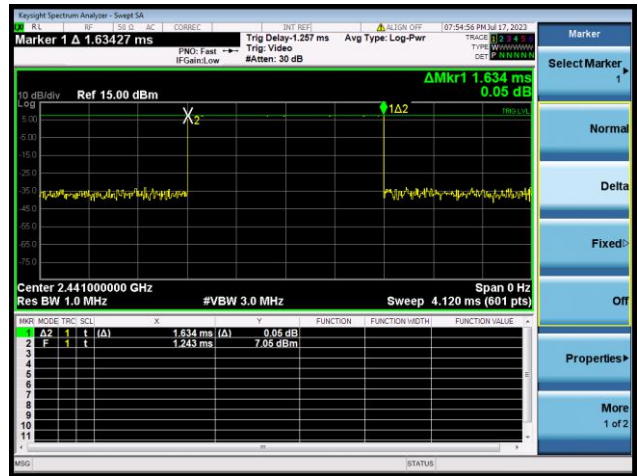 Keysight Spectrum Analyzer - Swept SA
RL RF 50 Ω AC CORREC INT REF ALIGN OFF 07:54:56 PM Jul 17, 2023
Marker 1 Δ 1.63427 ms
PNO: Fast
IFGain:Low
Trig Delay-1.257 ms
Trig: Video
#Atten: 30 dB
Avg Type: Log-Pwr
TRACE 1 2 3 4 5 6
TYPE WWWWWW
DET P NNNNN
ΔMkr1 1.634 ms
0.05 dB
10 dB/div Ref 15.00 dBm
Log
5.00
-5.00
-15.0
-25.0
-35.0
-45.0
-55.0
-65.0
-75.0
X2
1Δ2
TRIG LVL
Center 2.441000000 GHz Span 0 Hz
Res BW 1.0 MHz #VBW 3.0 MHz Sweep 4.120 ms (601 pts)
MKR MODE TRC SCL X Y FUNCTION FUNCTION WIDTH FUNCTION VALUE
1 Δ2 1 t (Δ) 1.634 ms (Δ) 0.05 dB
2 F 1 t 1.243 ms 7.05 dBm
3
4
5
6
7
8
9
10
11
MSG STATUS
Marker
Select Marker
1
Normal
Delta
Fixed
Off
Properties
More
1 of 2